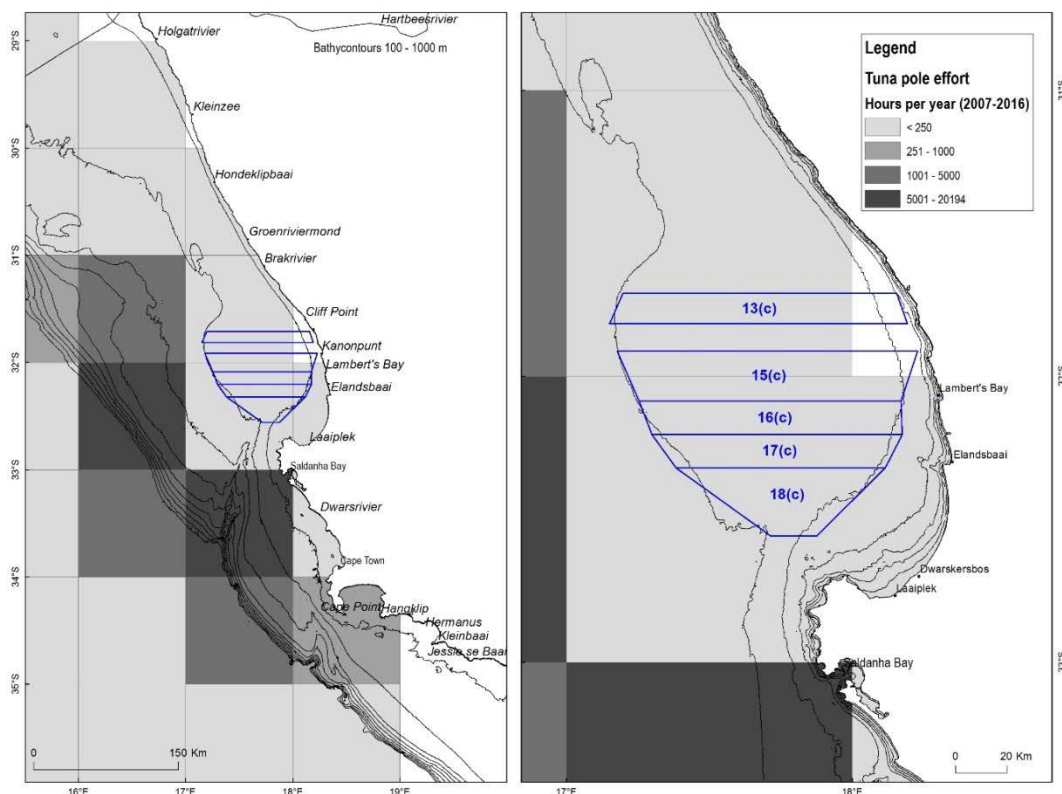 Hartbeesrivier
Holgatrivier
Bathycontours 100 - 1000 m
29°S
Kleinzee
30°S
Hondeklipbaai
Groenriviermond
31°S
Brakrivier
Cliff Point
Kanonpunt
32°S
Lambert's Bay
Elandsbaai
Laaiplek
33°S
Saldanha Bay
Dwarsrivier
Cape Town
34°S
Cape Point
Hangklip
Hermanus
Kleinbaai
Jessie se Baai
35°S
0 150 Km
16°E 17°E 18°E 19°E
Legend
Tuna pole effort
Hours per year (2007-2016)
< 250
251 - 1000
1001 - 5000
5001 - 20194
13(c)
15(c)
16(c)
17(c)
18(c)
Lambert's Bay
Elandsbaai
Dwarskersbos
Laaiplek
Saldanha Bay
0 20 Km
17°E 18°E